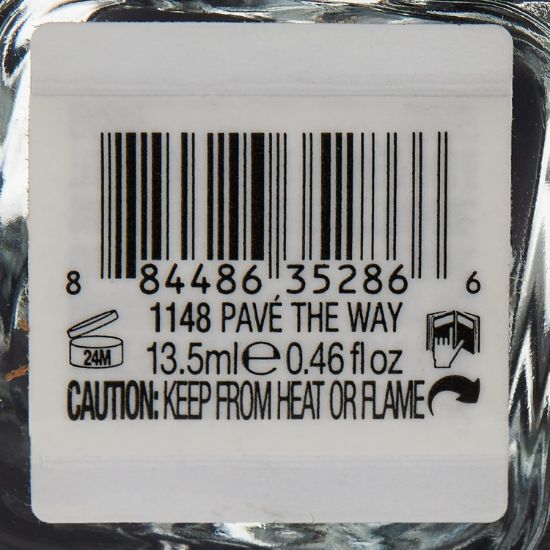 8 84486 35286 6
1148 PAVÉ THE WAY
24M
13.5ml℮0.46 fl oz
CAUTION: KEEP FROM HEAT OR FLAME